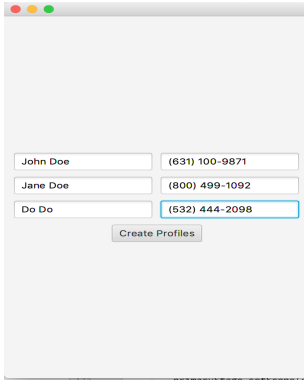 John Doe (631) 100-9871
Jane Doe (800) 499-1092
Do Do (532) 444-2098
Create Profiles